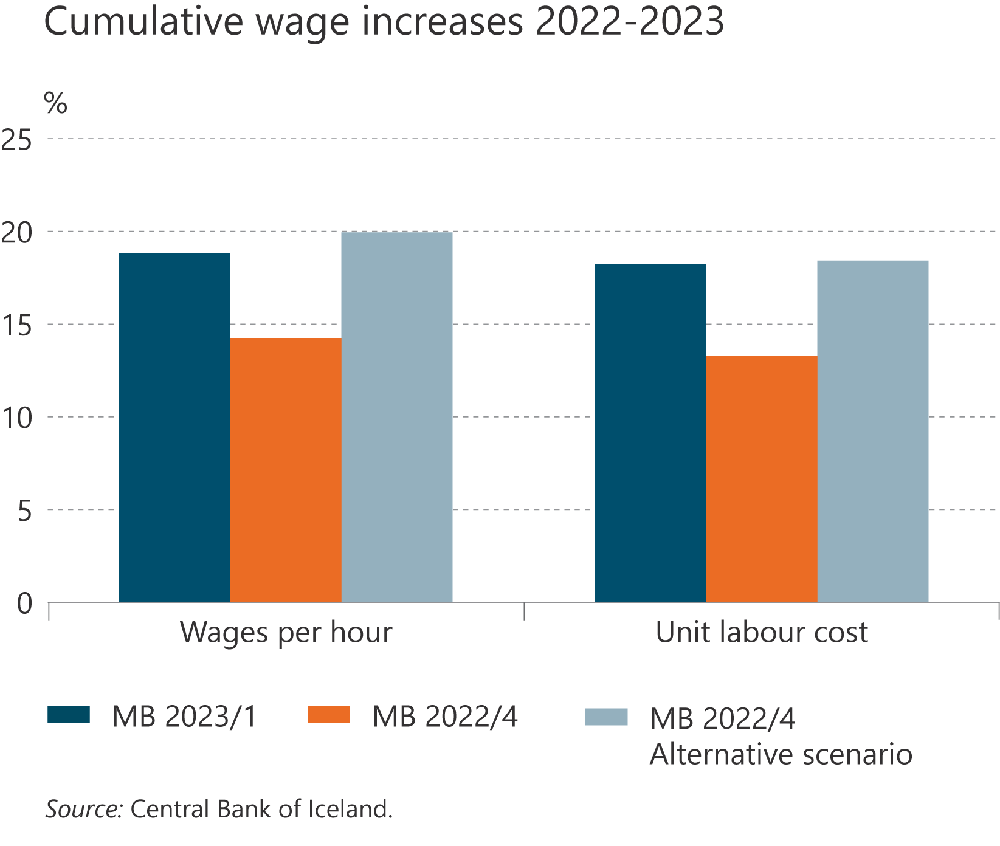 Cumulative wage increases 2022-2023
%
25
20
15
10
5
0
Wages per hour
Unit labour cost
MB 2023/1
MB 2022/4
MB 2022/4
Alternative scenario
Source: Central Bank of Iceland.